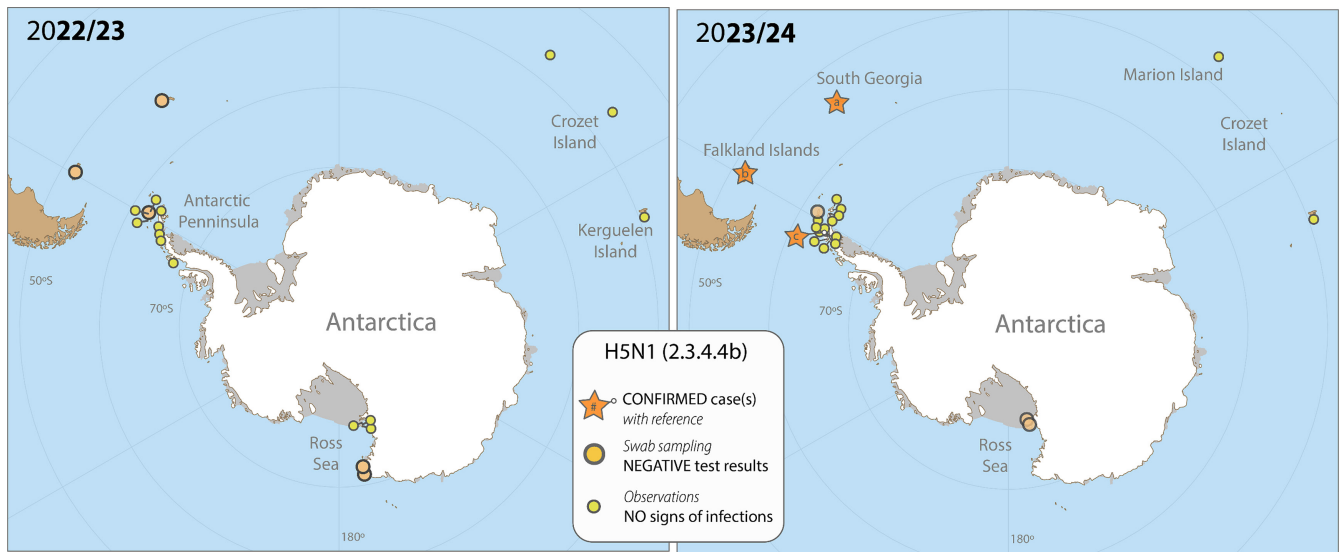 2022/23
Crozet
Island
Antarctic
Penninsula
Kerguelen
Island
50ºS
70ºS
Antarctica
Ross
Sea
180º
2023/24
South Georgia
a
Marion Island
Crozet
Island
Falkland Islands
b
c
50ºS
70ºS
Antarctica
Ross
Sea
180º
H5N1 (2.3.4.4b)
# CONFIRMED case(s)
with reference
Swab sampling
NEGATIVE test results
Observations
NO signs of infections